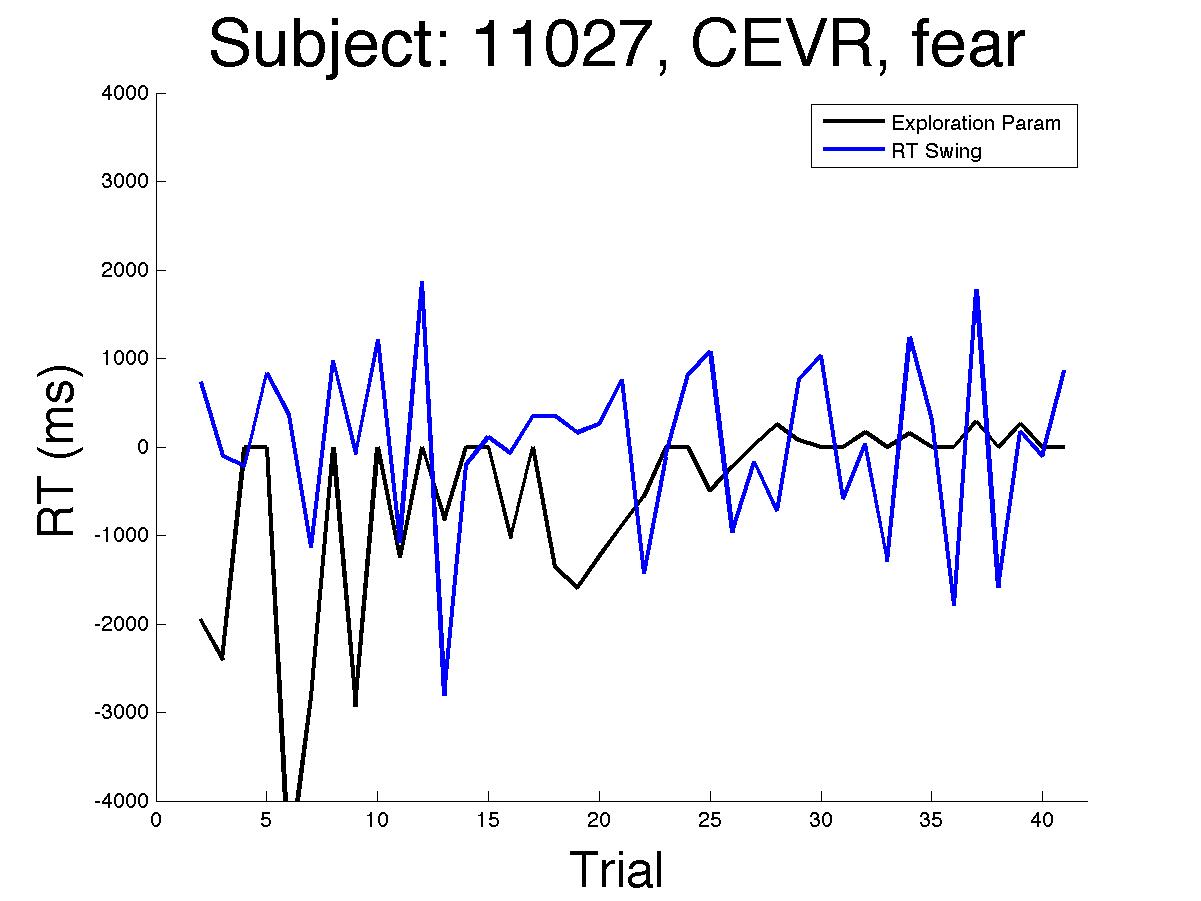 Subject: 11027, CEVR, fear
Exploration Param
RT Swing
4000
3000
2000
1000
0
-1000
-2000
-3000
-4000
RT (ms)
0 5 10 15 20 25 30 35 40
Trial